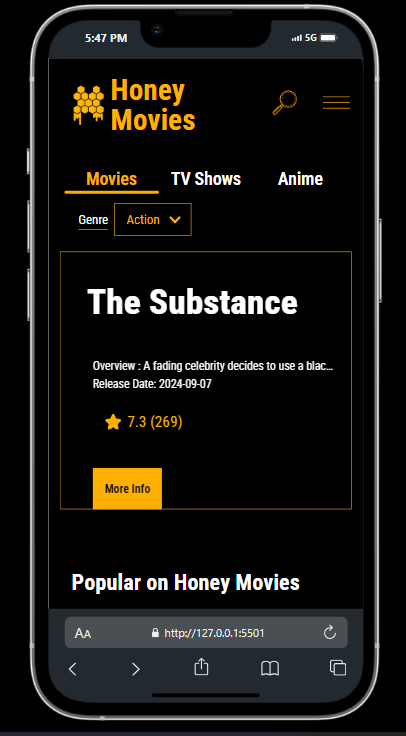 5:47 PM
5G
Honey
Movies
Movies TV Shows Anime
Genre Action
The Substance
Overview : A fading celebrity decides to use a blac...
Release Date: 2024-09-07
7.3 (269)
More Info
Popular on Honey Movies
AA http://127.0.0.1:5501